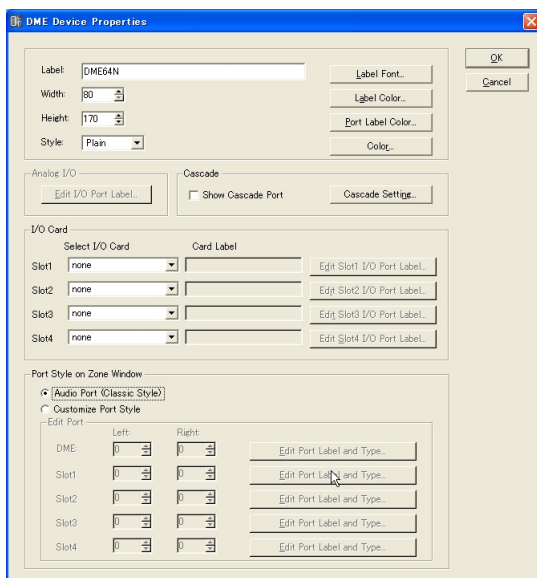 DME Device Properties
Label: DME64N Label Font..
Width: 80 Label Color...
Height: 170 Port Label Color...
Style: Plain Color..
OK
Cancel
Analog I/O
Edit I/O Port Label..
Cascade
Show Cascade Port Cascade Setting...
I/O Card
Select I/O Card Card Label
Slot1 none Edit Slot1 I/O Port Label..
Slot2 none Edit Slot2 I/O Port Label..
Slot3 none Edit Slot3 I/O Port Label..
Slot4 none Edit Slot4 I/O Port Label..
Port Style on Zone Window
Audio Port (Classic Style)
Customize Port Style
Edit Port
Left: Right:
DME: 0 0 Edit Port Label and Type..
Slot1 0 0 Edit Port Label and Type..
Slot2 0 0 Edit Port Label and Type..
Slot3 0 0 Edit Port Label and Type..
Slot4 0 0 Edit Port Label and Type..